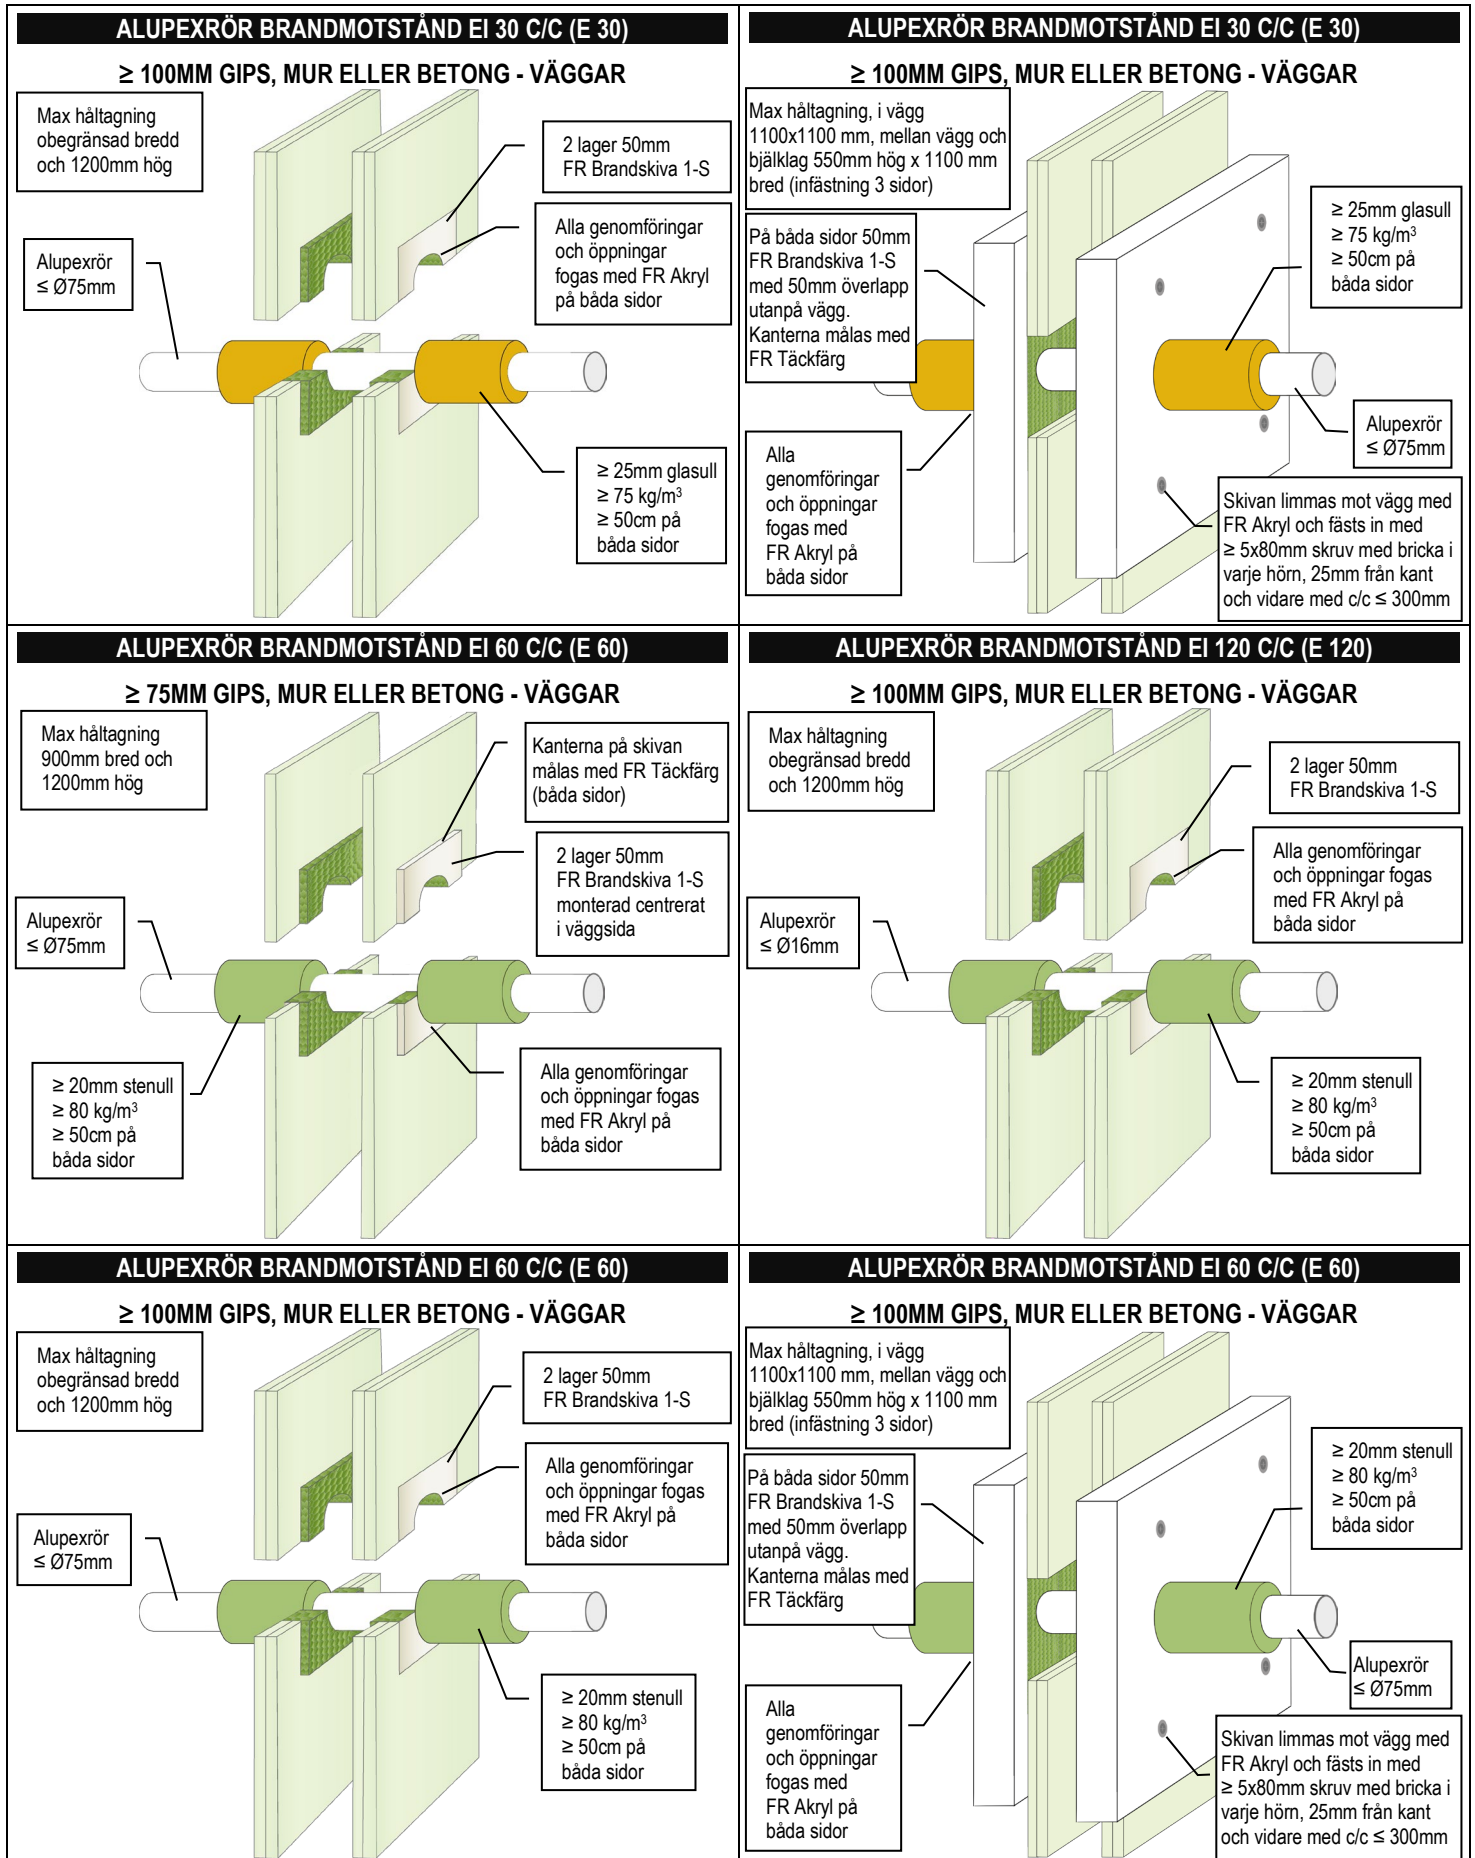 ALUPEXRÖR BRANDMOTSTÅND EI 30 C/C (E 30)
≥ 100MM GIPS, MUR ELLER BETONG - VÄGGAR
Max håltagning
obegränsad bredd
och 1200mm hög
2 lager 50mm
FR Brandskiva 1-S
Alla genomföringar
och öppningar
fogas med FR Akryl
på båda sidor
Alupexrör
≤ Ø75mm
≥ 25mm glasull
≥ 75 kg/m³
≥ 50cm på
båda sidor
ALUPEXRÖR BRANDMOTSTÅND EI 30 C/C (E 30)
≥ 100MM GIPS, MUR ELLER BETONG - VÄGGAR
Max håltagning, i vägg
1100x1100 mm, mellan vägg och
bjälklag 550mm hög x 1100 mm
bred (infästning 3 sidor)
På båda sidor 50mm
FR Brandskiva 1-S
med 50mm överlapp
utanpå vägg.
Kanterna målas med
FR Täckfärg
≥ 25mm glasull
≥ 75 kg/m³
≥ 50cm på
båda sidor
Alupexrör
≤ Ø75mm
Alla
genomföringar
och öppningar
fogas med
FR Akryl på
båda sidor
Skivan limmas mot vägg med
FR Akryl och fästs in med
≥ 5x80mm skruv med bricka i
varje hörn, 25mm från kant
och vidare med c/c ≤ 300mm
ALUPEXRÖR BRANDMOTSTÅND EI 60 C/C (E 60)
≥ 75MM GIPS, MUR ELLER BETONG - VÄGGAR
Max håltagning
900mm bred och
1200mm hög
Kanterna på skivan
målas med FR Täckfärg
(båda sidor)
2 lager 50mm
FR Brandskiva 1-S
monterad centrerat
i väggsida
Alupexrör
≤ Ø75mm
≥ 20mm stenull
≥ 80 kg/m³
≥ 50cm på
båda sidor
Alla genomföringar
och öppningar fogas
med FR Akryl på
båda sidor
ALUPEXRÖR BRANDMOTSTÅND EI 120 C/C (E 120)
≥ 100MM GIPS, MUR ELLER BETONG - VÄGGAR
Max håltagning
obegränsad bredd
och 1200mm hög
2 lager 50mm
FR Brandskiva 1-S
Alla genomföringar
och öppningar fogas
med FR Akryl på
båda sidor
Alupexrör
≤ Ø16mm
≥ 20mm stenull
≥ 80 kg/m³
≥ 50cm på
båda sidor
ALUPEXRÖR BRANDMOTSTÅND EI 60 C/C (E 60)
≥ 100MM GIPS, MUR ELLER BETONG - VÄGGAR
Max håltagning
obegränsad bredd
och 1200mm hög
2 lager 50mm
FR Brandskiva 1-S
Alla genomföringar
och öppningar fogas
med FR Akryl på
båda sidor
Alupexrör
≤ Ø75mm
≥ 20mm stenull
≥ 80 kg/m³
≥ 50cm på
båda sidor
ALUPEXRÖR BRANDMOTSTÅND EI 60 C/C (E 60)
≥ 100MM GIPS, MUR ELLER BETONG - VÄGGAR
Max håltagning, i vägg
1100x1100 mm, mellan vägg och
bjälklag 550mm hög x 1100 mm
bred (infästning 3 sidor)
På båda sidor 50mm
FR Brandskiva 1-S
med 50mm överlapp
utanpå vägg.
Kanterna målas med
FR Täckfärg
≥ 20mm stenull
≥ 80 kg/m³
≥ 50cm på
båda sidor
Alupexrör
≤ Ø75mm
Alla
genomföringar
och öppningar
fogas med
FR Akryl på
båda sidor
Skivan limmas mot vägg med
FR Akryl och fästs in med
≥ 5x80mm skruv med bricka i
varje hörn, 25mm från kant
och vidare med c/c ≤ 300mm